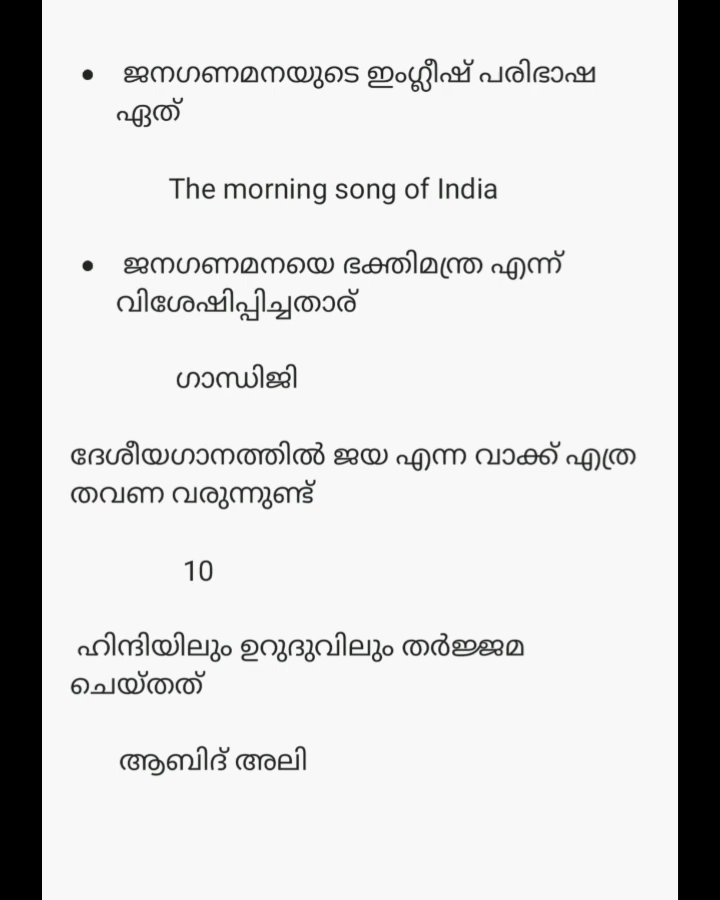 • ജനഗണമനയുടെ ഇംഗ്ലീഷ് പരിഭാഷ
ഏത്
The morning song of India
• ജനഗണമനയെ ഭക്തിമന്ത്ര എന്ന്
വിശേഷിപ്പിച്ചതാര്
ഗാന്ധിജി
ദേശീയഗാനത്തിൽ ജയ എന്ന വാക്ക് എത്ര
തവണ വരുന്നുണ്ട്
10
ഹിന്ദിയിലും ഉറുദുവിലും തർജ്ജമ
ചെയ്തത്
ആബിദ് അലി